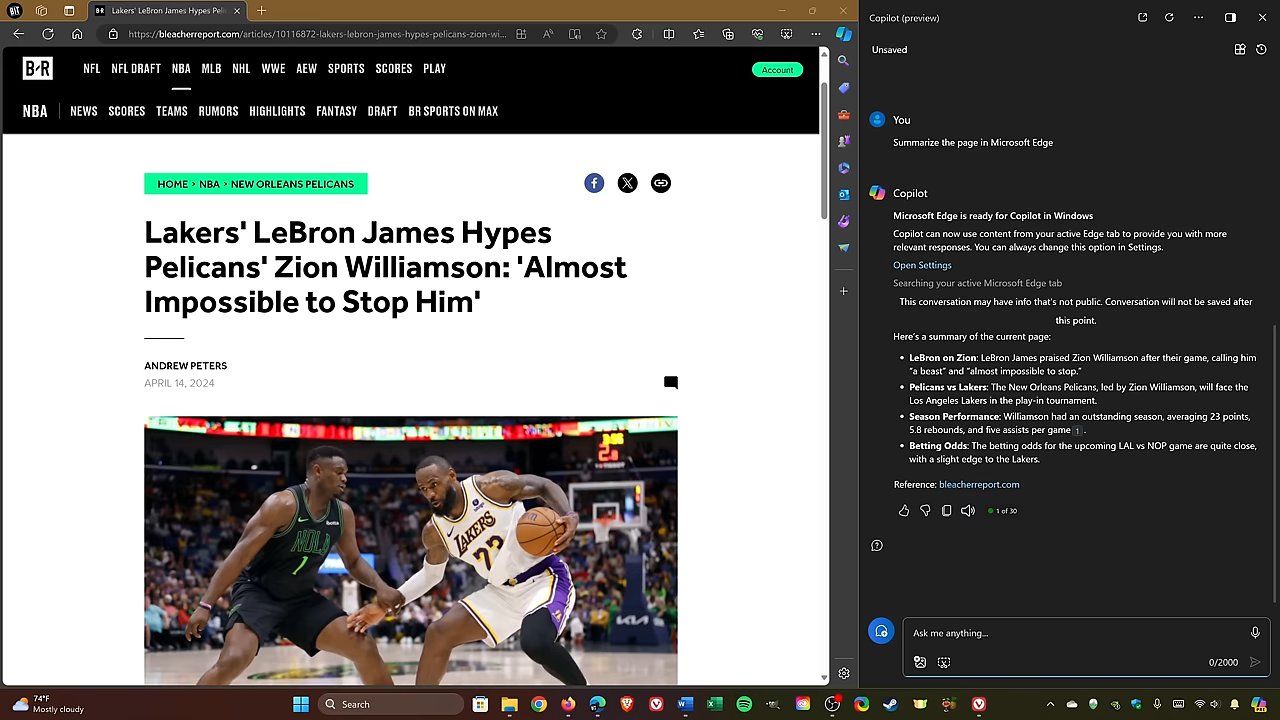 Lakers' LeBron James Hypes Peli
https://bleacherreport.com/articles/10116872-lakers-lebron-james-hypes-pelicans-zion-wi...
B/R
NFL NFL DRAFT NBA MLB NHL WWE AEW SPORTS SCORES PLAY
Account
NBA NEWS SCORES TEAMS RUMORS HIGHLIGHTS FANTASY DRAFT BR SPORTS ON MAX
HOME > NBA > NEW ORLEANS PELICANS
Lakers' LeBron James Hypes
Pelicans' Zion Williamson: 'Almost
Impossible to Stop Him'
ANDREW PETERS
APRIL 14, 2024
NOLA
1
LAKERS
23
Copilot (preview)
Unsaved
You
Summarize the page in Microsoft Edge
Copilot
Microsoft Edge is ready for Copilot in Windows
Copilot can now use content from your active Edge tab to provide you with more
relevant responses. You can always change this option in Settings.
Open Settings
Searching your active Microsoft Edge tab
This conversation may have info that's not public. Conversation will not be saved after
this point.
Here's a summary of the current page:
• LeBron on Zion: LeBron James praised Zion Williamson after their game, calling him
"a beast" and "almost impossible to stop."
• Pelicans vs Lakers: The New Orleans Pelicans, led by Zion Williamson, will face the
Los Angeles Lakers in the play-in tournament.
• Season Performance: Williamson had an outstanding season, averaging 23 points,
5.8 rebounds, and five assists per game 1.
• Betting Odds: The betting odds for the upcoming LAL vs NOP game are quite close,
with a slight edge to the Lakers.
Reference: bleacherreport.com
1 of 30
Ask me anything...
0/2000
74°F
Mostly cloudy
Search